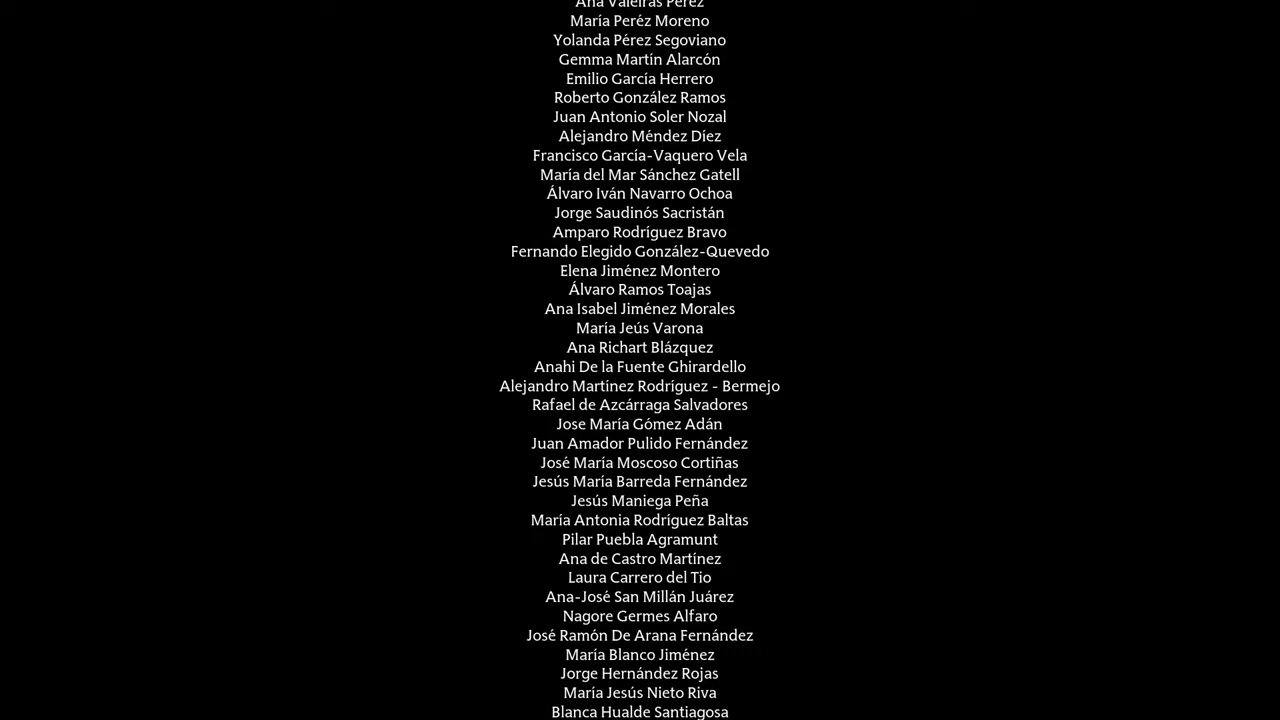 Ana Valeiras Pérez
María Peréz Moreno
Yolanda Pérez Segoviano
Gemma Martín Alarcón
Emilio García Herrero
Roberto González Ramos
Juan Antonio Soler Nozal
Alejandro Méndez Díez
Francisco García-Vaquero Vela
María del Mar Sánchez Gatell
Álvaro Iván Navarro Ochoa
Jorge Saudinós Sacristán
Amparo Rodríguez Bravo
Fernando Elegido González-Quevedo
Elena Jiménez Montero
Álvaro Ramos Toajas
Ana Isabel Jiménez Morales
María Jeús Varona
Ana Richart Blázquez
Anahi De la Fuente Ghirardello
Alejandro Martínez Rodríguez - Bermejo
Rafael de Azcárraga Salvadores
Jose María Gómez Adán
Juan Amador Pulido Fernández
José María Moscoso Cortiñas
Jesús María Barreda Fernández
Jesús Maniega Peña
María Antonia Rodríguez Baltas
Pilar Puebla Agramunt
Ana de Castro Martínez
Laura Carrero del Tio
Ana-José San Millán Juárez
Nagore Germes Alfaro
José Ramón De Arana Fernández
María Blanco Jiménez
Jorge Hernández Rojas
María Jesús Nieto Riva
Blanca Hualde Santiagosa